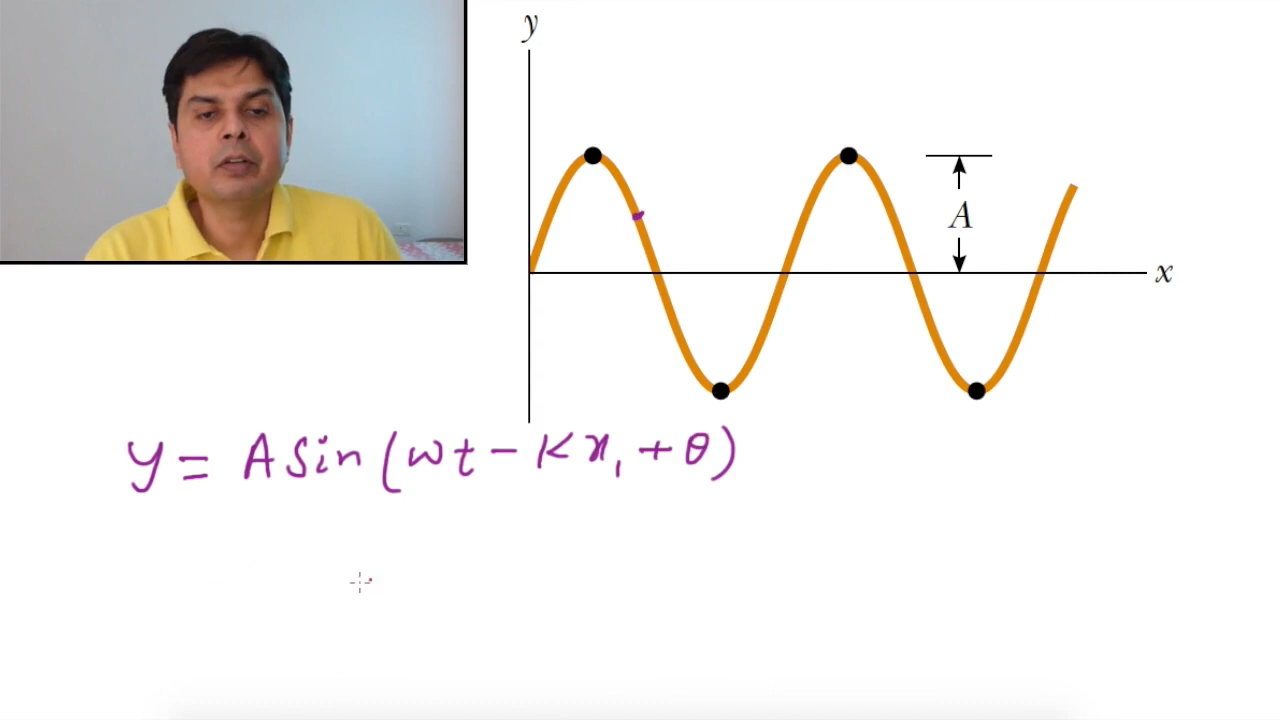 y
A
x
y = A Sin (ωt - Kx₁ + θ)